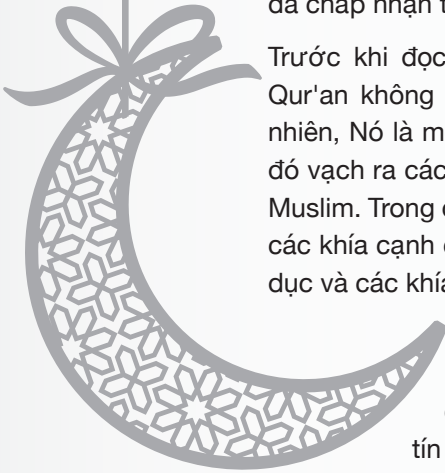 đã chấp nhận t
Trước khi đọc
Qur'an không
nhiên, Nó là m
đó vạch ra các
Muslim. Trong
các khía cạnh
dục và các khía
tín